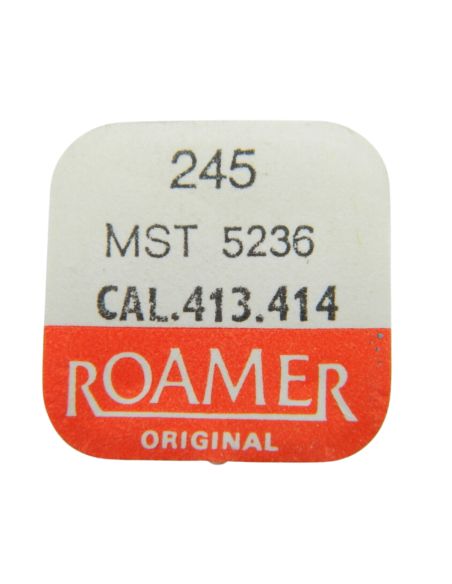 245
MST 5236
CAL.413.414
ROAMER
ORIGINAL